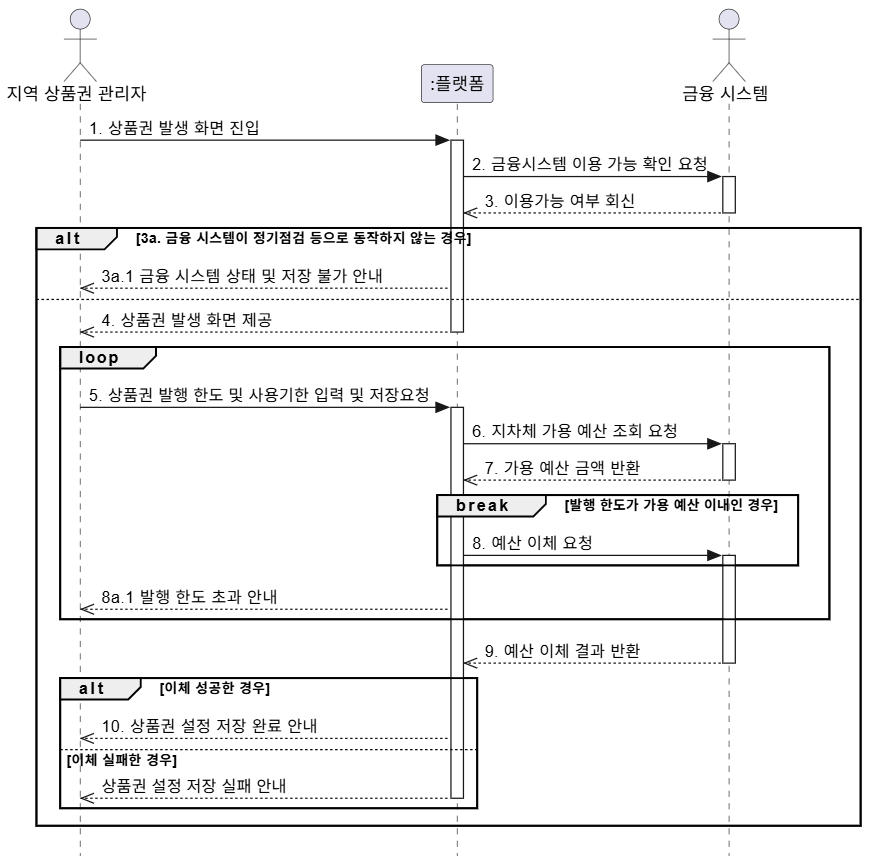 지역 상품권 관리자
:플랫폼
금융 시스템
1. 상품권 발생 화면 진입
2. 금융시스템 이용 가능 확인 요청
3. 이용가능 여부 회신
alt [3a. 금융 시스템이 정기점검 등으로 동작하지 않는 경우]
3a.1 금융 시스템 상태 및 저장 불가 안내
4. 상품권 발생 화면 제공
loop
5. 상품권 발행 한도 및 사용기한 입력 및 저장요청
6. 지차체 가용 예산 조회 요청
7. 가용 예산 금액 반환
break [발행 한도가 가용 예산 이내인 경우]
8. 예산 이체 요청
8a.1 발행 한도 초과 안내
9. 예산 이체 결과 반환
alt [이체 성공한 경우]
10. 상품권 설정 저장 완료 안내
[이체 실패한 경우]
상품권 설정 저장 실패 안내